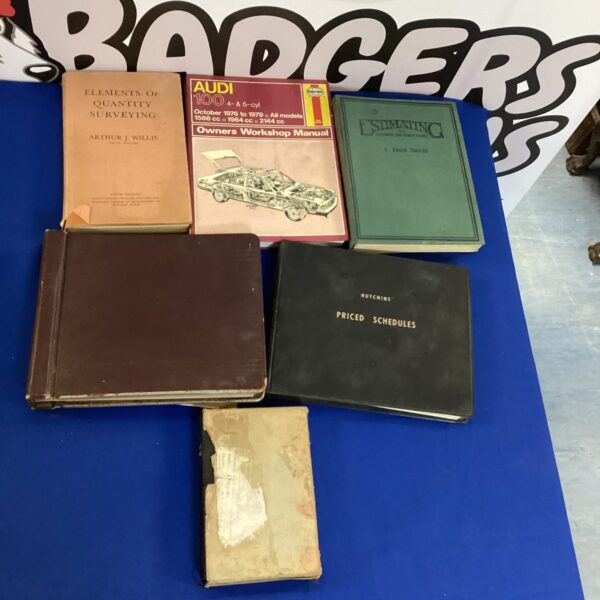 BADGERS
ELEMENTS OF
QUANTITY
SURVEYING
ARTHUR J. WILLIS
AUDI
100 4- & 5-cyl
October 1976 to 1979 □ All models
1588 cc □ 1984 cc □ 2144 cc
Owners Workshop Manual
Haynes
ESTIMATING
HUTCHINS'
PRICED SCHEDULES